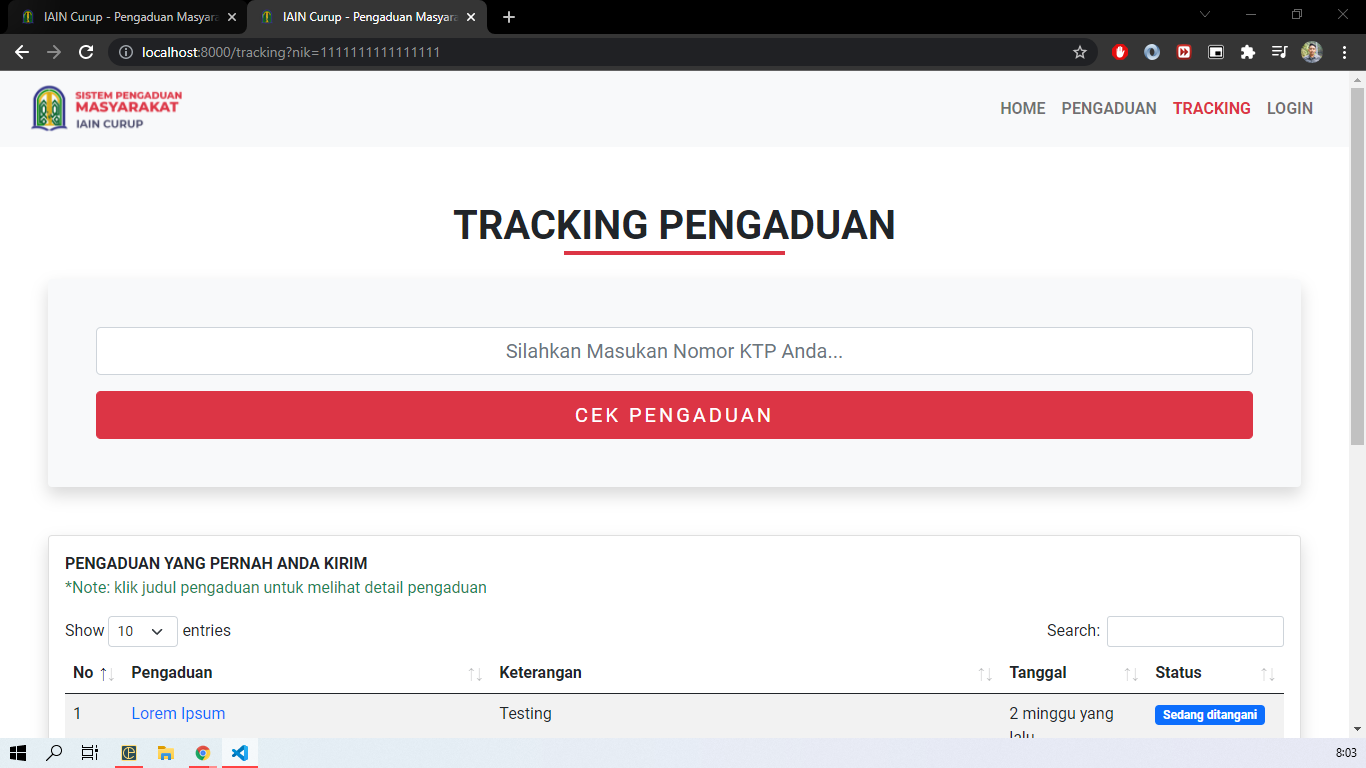 IAIN Curup - Pengaduan Masyara
IAIN Curup - Pengaduan Masyara
localhost:8000/tracking?nik=1111111111111111
SISTEM PENGADUAN
MASYARAKAT
IAIN CURUP
HOME PENGADUAN TRACKING LOGIN
TRACKING PENGADUAN
Silahkan Masukan Nomor KTP Anda...
CEK PENGADUAN
PENGADUAN YANG PERNAH ANDA KIRIM
*Note: klik judul pengaduan untuk melihat detail pengaduan
Show 10 entries Search:
No Pengaduan Keterangan Tanggal Status
1 Lorem Ipsum Testing 2 minggu yang Sedang ditangani
lalu
8:03